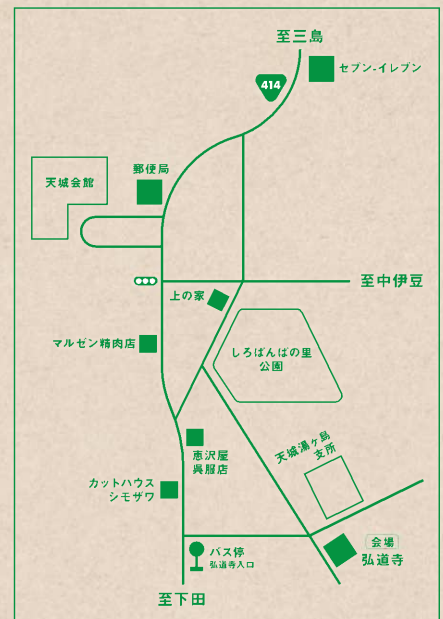 至三島
414
セブン-イレブン
郵便局
天城会館
至中伊豆
上の家
マルゼン精肉店
しろばんばの里
公園
恵沢屋
呉服店
天城湯ヶ島
支所
カットハウス
シモザワ
バス停
弘道寺入口
会場
弘道寺
至下田